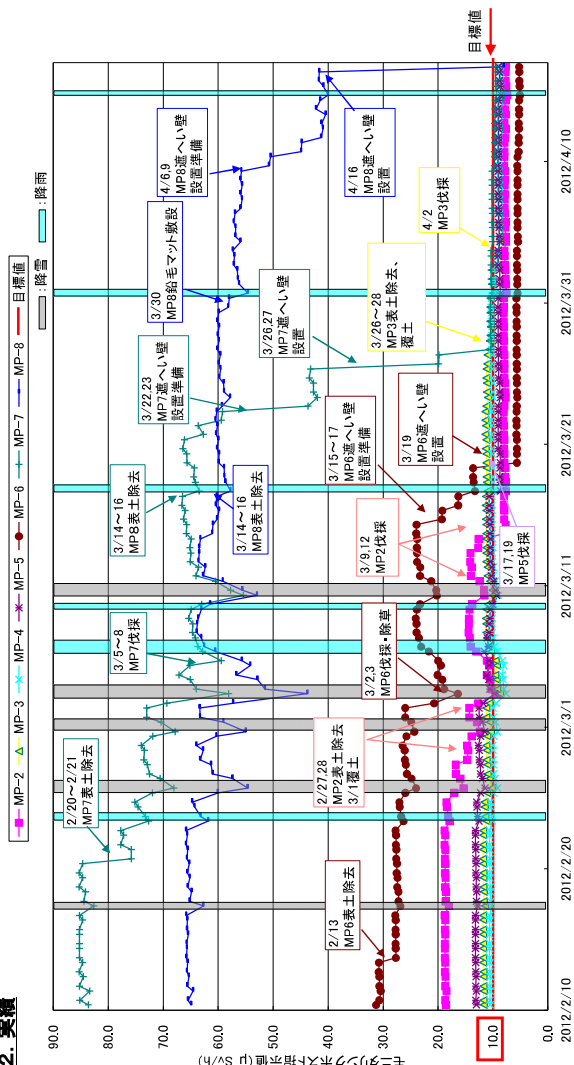 2. 実績
MP-2 MP-3 MP-4 MP-5 MP-6 MP-7 MP-8 目標値
:降雪 :降雨
モニタリングポスト指示値(μSv/h)
90.0
80.0
70.0
60.0
50.0
40.0
30.0
20.0
10.0
0.0
2/20~2/21
MP7表土除去
3/5~8
MP7伐採
3/14~16
MP8表土除去
3/22,23
MP7遮へい壁
設置準備
3/30
MP8鉛毛マット敷設
4/6,9
MP8遮へい壁
設置準備
3/14~16
MP8表土除去
3/26,27
MP7遮へい壁
設置
4/16
MP8遮へい壁
設置
2/13
MP6表土除去
2/27,28
MP2表土除去
3/1覆土
3/2,3
MP6伐採・除草
3/9,12
MP2伐採
3/15~17
MP6遮へい壁
設置準備
3/17,19
MP5伐採
3/19
MP6遮へい壁
設置
3/26~28
MP3表土除去、
覆土
4/2
MP3伐採
目標値
2012/2/10
2012/2/20
2012/3/1
2012/3/11
2012/3/21
2012/3/31
2012/4/10